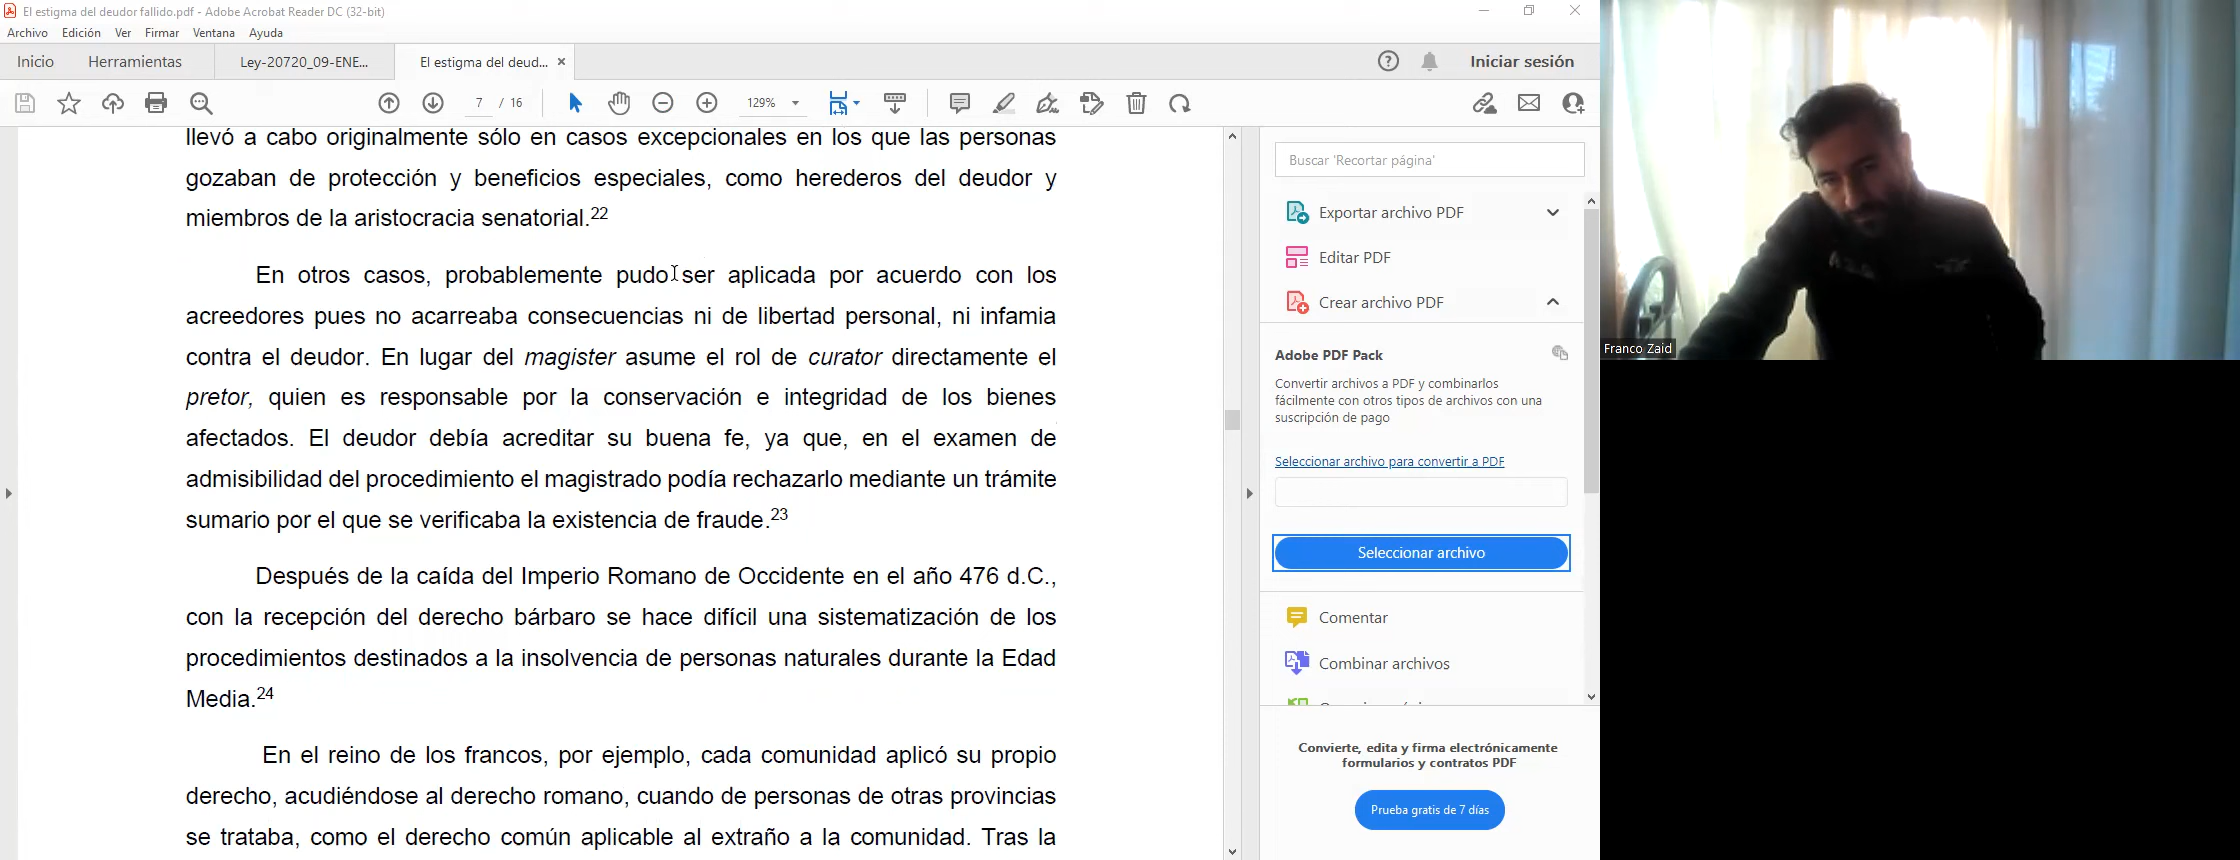 El estigma del deudor fallido.pdf - Adobe Acrobat Reader DC (32-bit)
Archivo Edición Ver Firmar Ventana Ayuda
Inicio Herramientas Ley-20720_09-ENE... El estigma del deud... × Iniciar sesión
7 / 16 129%
llevó a cabo originalmente sólo en casos excepcionales en los que las personas
gozaban de protección y beneficios especiales, como herederos del deudor y
miembros de la aristocracia senatorial.22
En otros casos, probablemente pudo ser aplicada por acuerdo con los
acreedores pues no acarreaba consecuencias ni de libertad personal, ni infamia
contra el deudor. En lugar del magister asume el rol de curator directamente el
pretor, quien es responsable por la conservación e integridad de los bienes
afectados. El deudor debía acreditar su buena fe, ya que, en el examen de
admisibilidad del procedimiento el magistrado podía rechazarlo mediante un trámite
sumario por el que se verificaba la existencia de fraude.23
Después de la caída del Imperio Romano de Occidente en el año 476 d.C.,
con la recepción del derecho bárbaro se hace difícil una sistematización de los
procedimientos destinados a la insolvencia de personas naturales durante la Edad
Media.24
En el reino de los francos, por ejemplo, cada comunidad aplicó su propio
derecho, acudiéndose al derecho romano, cuando de personas de otras provincias
se trataba, como el derecho común aplicable al extraño a la comunidad. Tras la
Buscar 'Recortar página'
Exportar archivo PDF
Editar PDF
Crear archivo PDF
Adobe PDF Pack
Convertir archivos a PDF y combinarlos
fácilmente con otros tipos de archivos con una
suscripción de pago
Seleccionar archivo para convertir a PDF
Seleccionar archivo
Comentar
Combinar archivos
Convierte, edita y firma electrónicamente
formularios y contratos PDF
Prueba gratis de 7 días
Franco Zaid